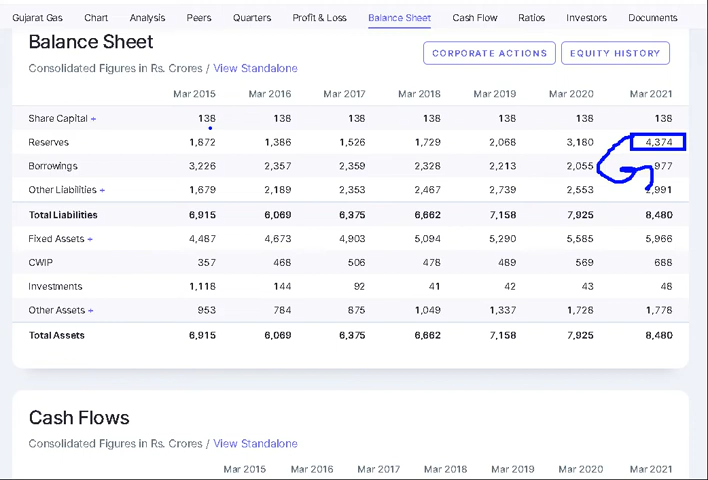 Gujarat Gas Chart Analysis Peers Quarters Profit & Loss Balance Sheet Cash Flow Ratios Investors Documents
Balance Sheet
CORPORATE ACTIONS EQUITY HISTORY
Consolidated Figures in Rs. Crores / View Standalone
Mar 2015 Mar 2016 Mar 2017 Mar 2018 Mar 2019 Mar 2020 Mar 2021
Share Capital + 138 138 138 138 138 138 138
Reserves 1,872 1,386 1,526 1,729 2,068 3,180 4,374
Borrowings 3,226 2,357 2,359 2,328 2,213 2,055 977
Other Liabilities + 1,679 2,189 2,353 2,467 2,739 2,553 2,991
Total Liabilities 6,915 6,069 6,375 6,662 7,158 7,925 8,480
Fixed Assets + 4,487 4,673 4,903 5,094 5,290 5,585 5,966
CWIP 357 468 506 478 489 569 688
Investments 1,118 144 92 41 42 43 48
Other Assets + 953 784 875 1,049 1,337 1,728 1,778
Total Assets 6,915 6,069 6,375 6,662 7,158 7,925 8,480
Cash Flows
Consolidated Figures in Rs. Crores / View Standalone
Mar 2015 Mar 2016 Mar 2017 Mar 2018 Mar 2019 Mar 2020 Mar 2021